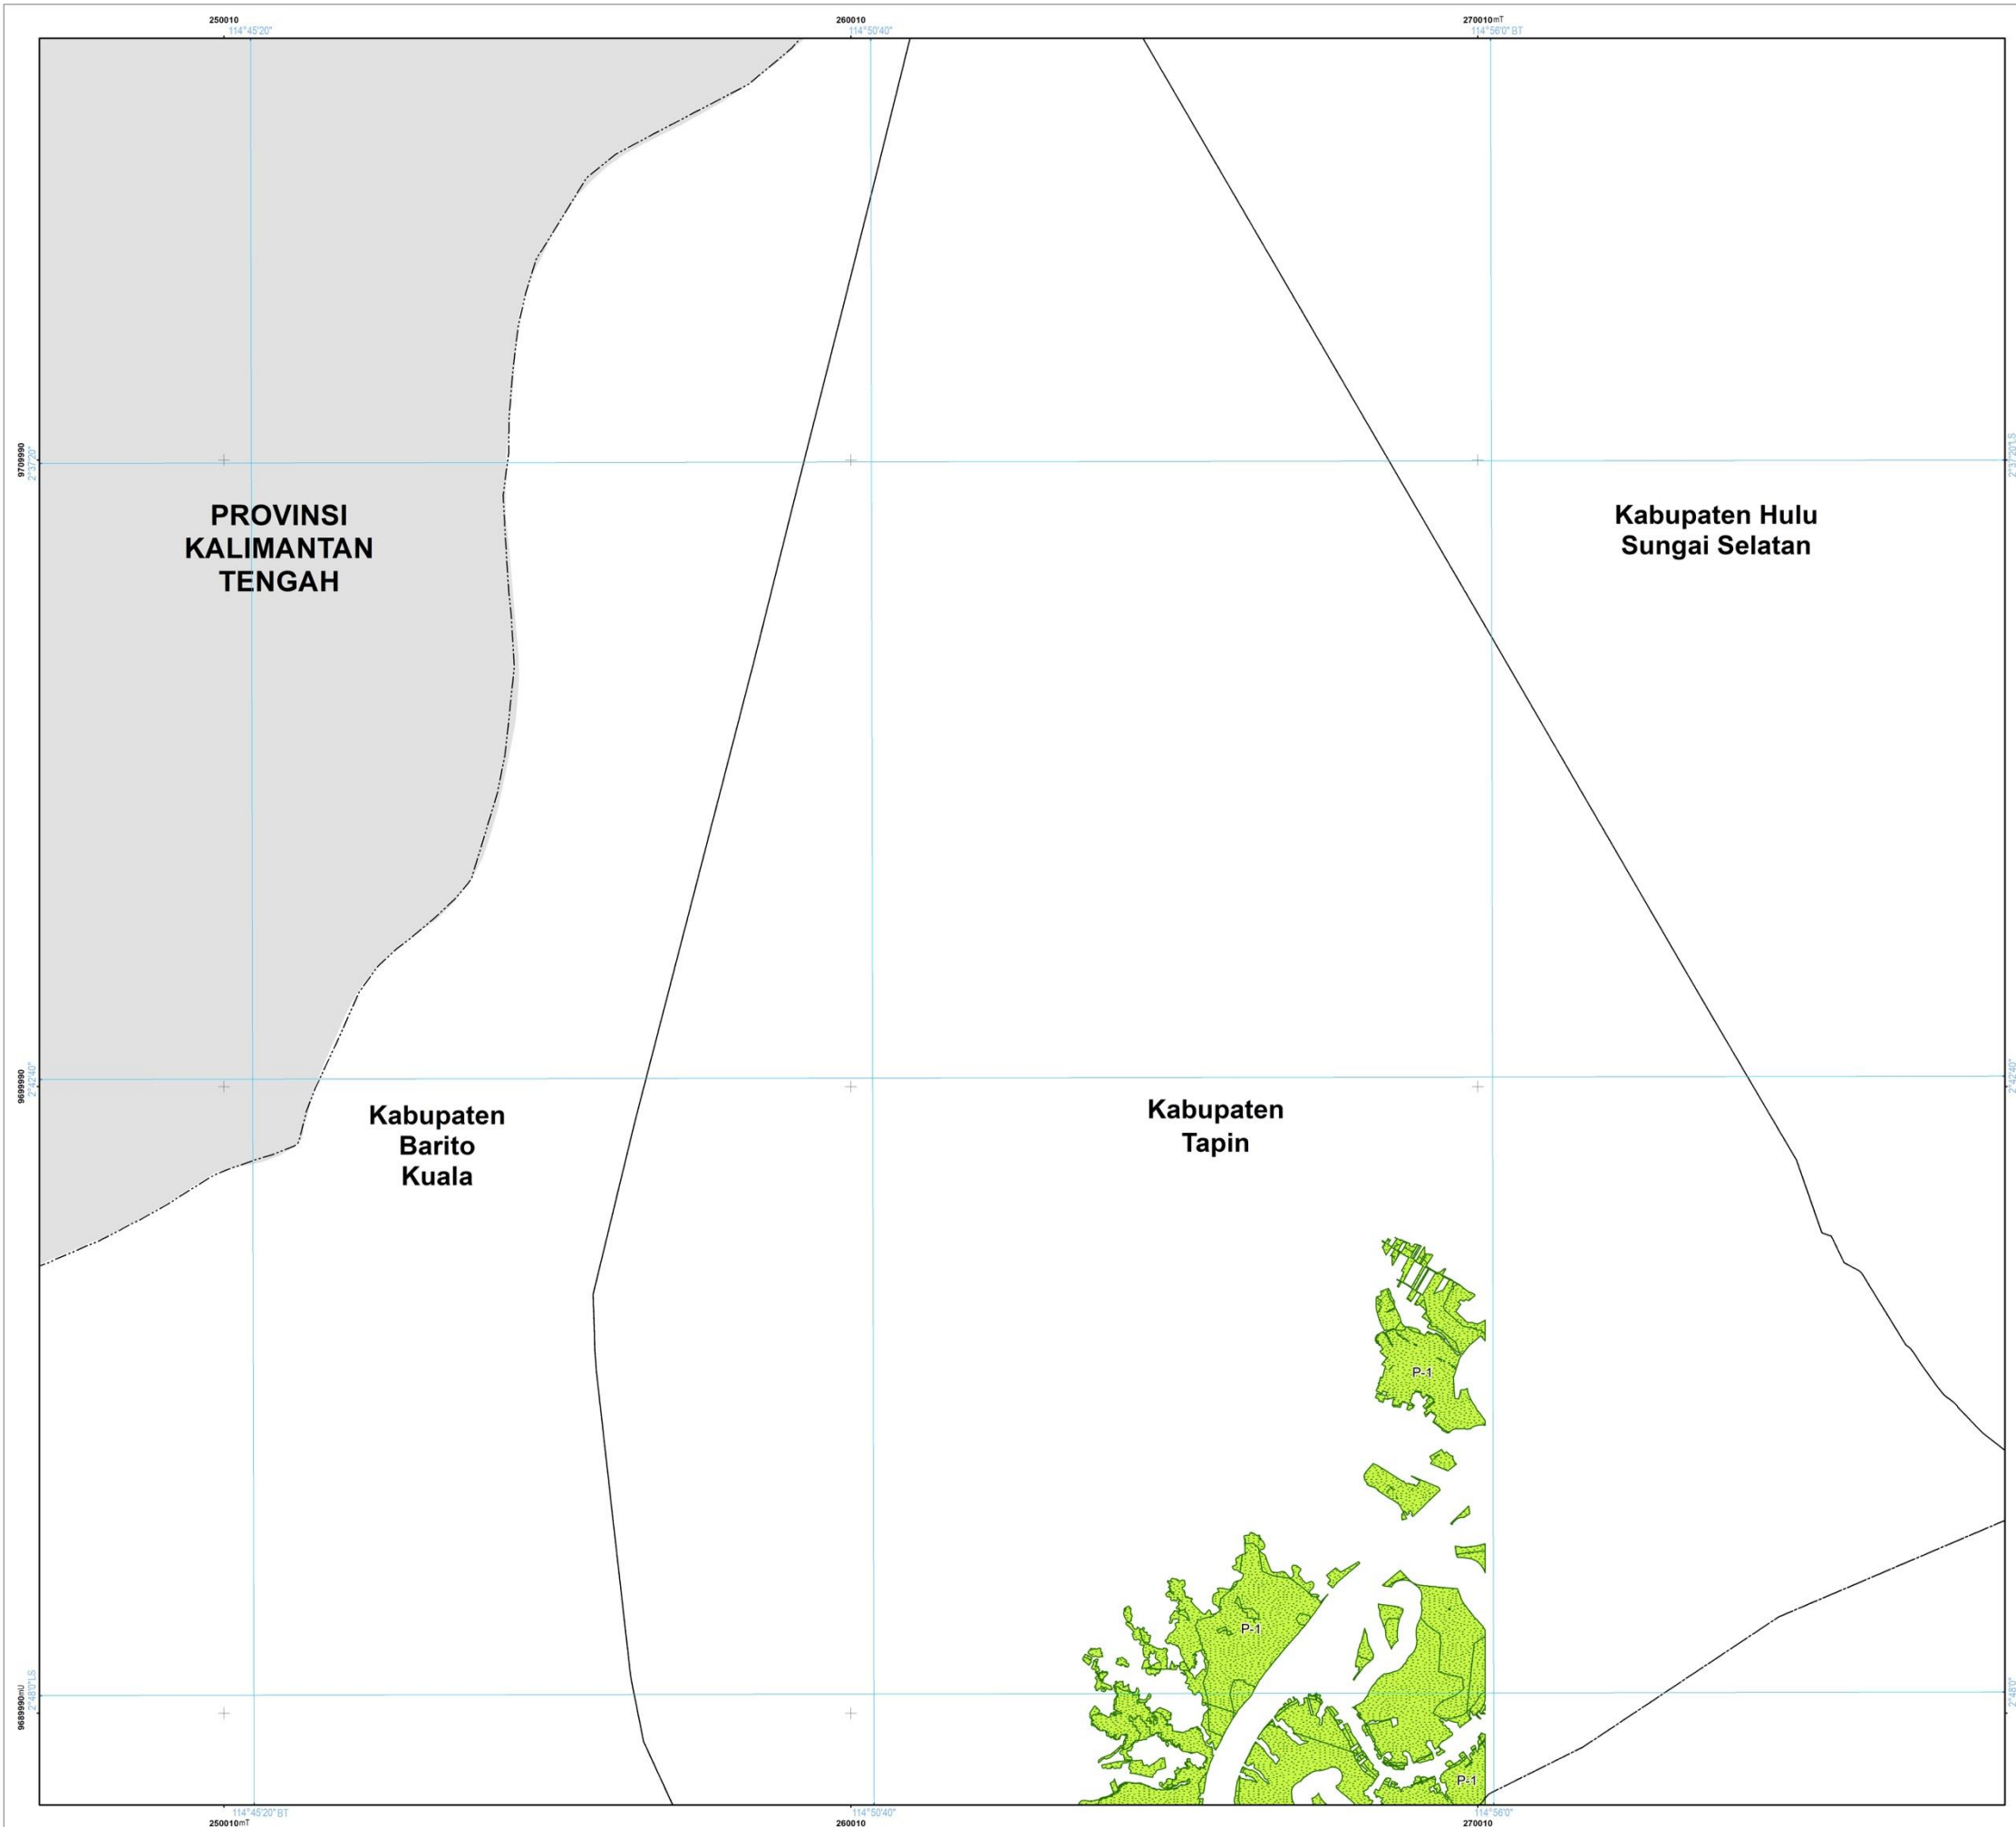 250010
260010
270010mT
114°45'20"
114°50'40"
114°56'0" BT
9709990
2°37'20"
2°37'20"LS
PROVINSI
KALIMANTAN
TENGAH
Kabupaten Hulu
Sungai Selatan
9699990
2°42'40"
2°42'40"
Kabupaten
Barito
Kuala
Kabupaten
Tapin
P-1
P-1
9689990mU
2°48'0"LS
2°48'0"
P-1
114°45'20" BT
114°50'40"
114°56'0"
250010mT
260010
270010